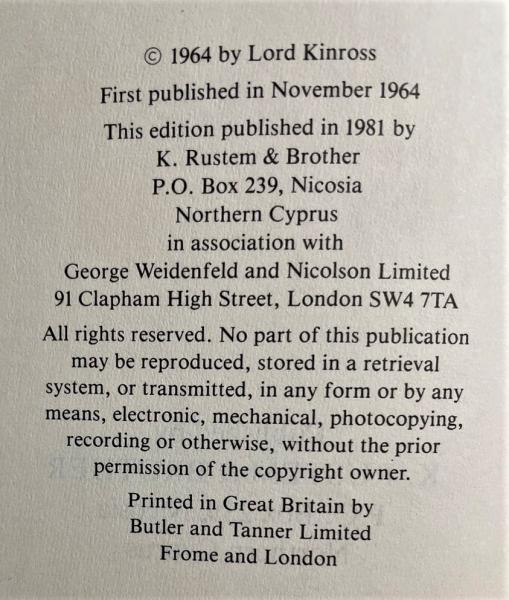 © 1964 by Lord Kinross
First published in November 1964
This edition published in 1981 by
K. Rustem & Brother
P.O. Box 239, Nicosia
Northern Cyprus
in association with
George Weidenfeld and Nicolson Limited
91 Clapham High Street, London SW4 7TA
All rights reserved. No part of this publication
may be reproduced, stored in a retrieval
system, or transmitted, in any form or by any
means, electronic, mechanical, photocopying,
recording or otherwise, without the prior
permission of the copyright owner.
Printed in Great Britain by
Butler and Tanner Limited
Frome and London